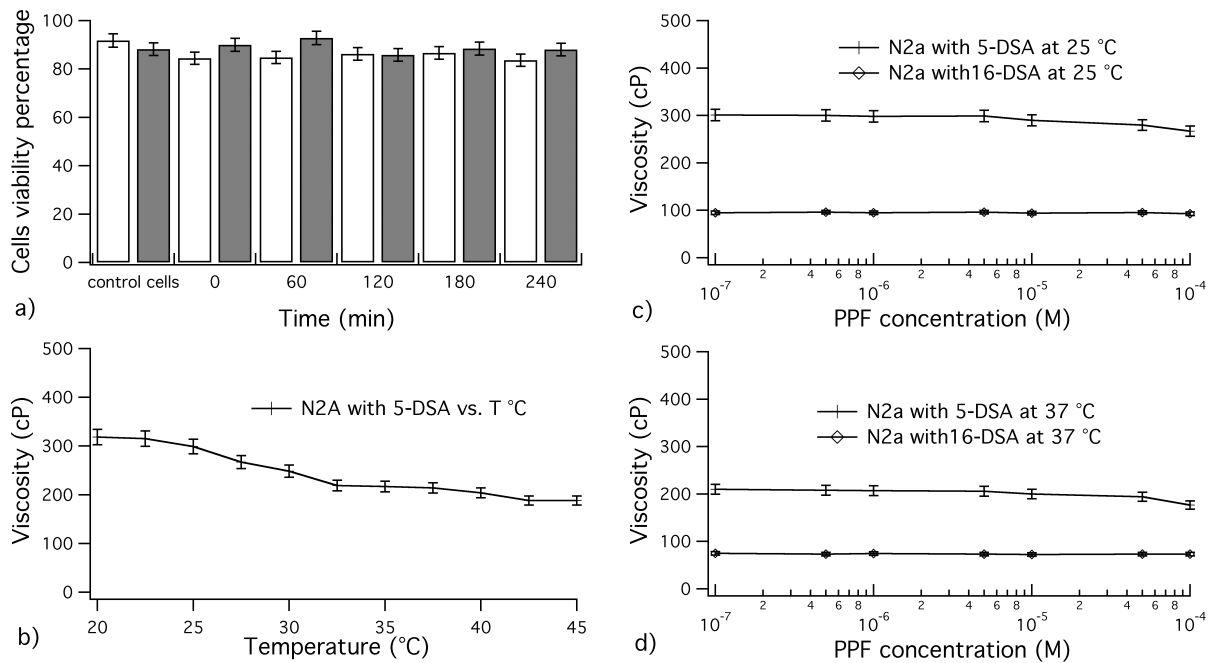 Cells viability percentage
100
80
60
40
20
0
control cells 0 60 120 180 240
a)
Time (min)
Viscosity (cP)
500
400
300
200
100
0
N2a with 5-DSA at 25 °C
N2a with16-DSA at 25 °C
2 4 6 8 2 4 6 8 2 4 6 8
10-7 10-6 10-5 10-4
c)
PPF concentration (M)
Viscosity (cP)
500
400
300
200
100
0
N2A with 5-DSA vs. T °C
20 25 30 35 40 45
b)
Temperature (°C)
Viscosity (cP)
500
400
300
200
100
0
N2a with 5-DSA at 37 °C
N2a with16-DSA at 37 °C
2 4 6 8 2 4 6 8 2 4 6 8
10-7 10-6 10-5 10-4
d)
PPF concentration (M)